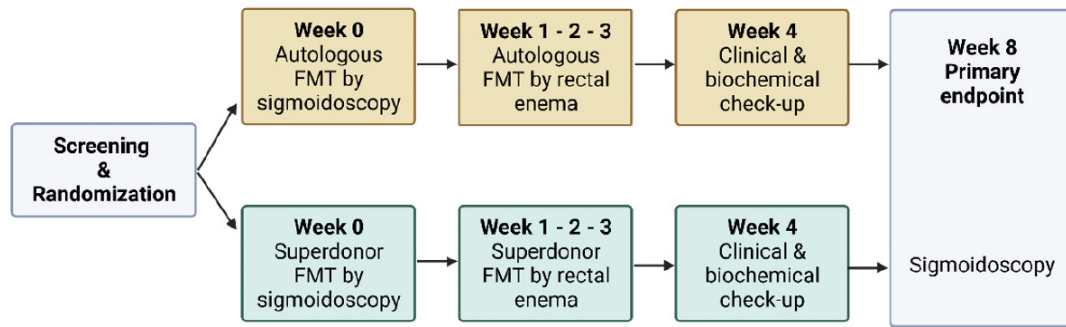 Screening
&
Randomization
Week 0
Autologous
FMT by
sigmoidoscopy
Week 1 - 2 - 3
Autologous
FMT by rectal
enema
Week 4
Clinical &
biochemical
check-up
Week 0
Superdonor
FMT by
sigmoidoscopy
Week 1 - 2 - 3
Superdonor
FMT by rectal
enema
Week 4
Clinical &
biochemical
check-up
Week 8
Primary
endpoint
Sigmoidoscopy